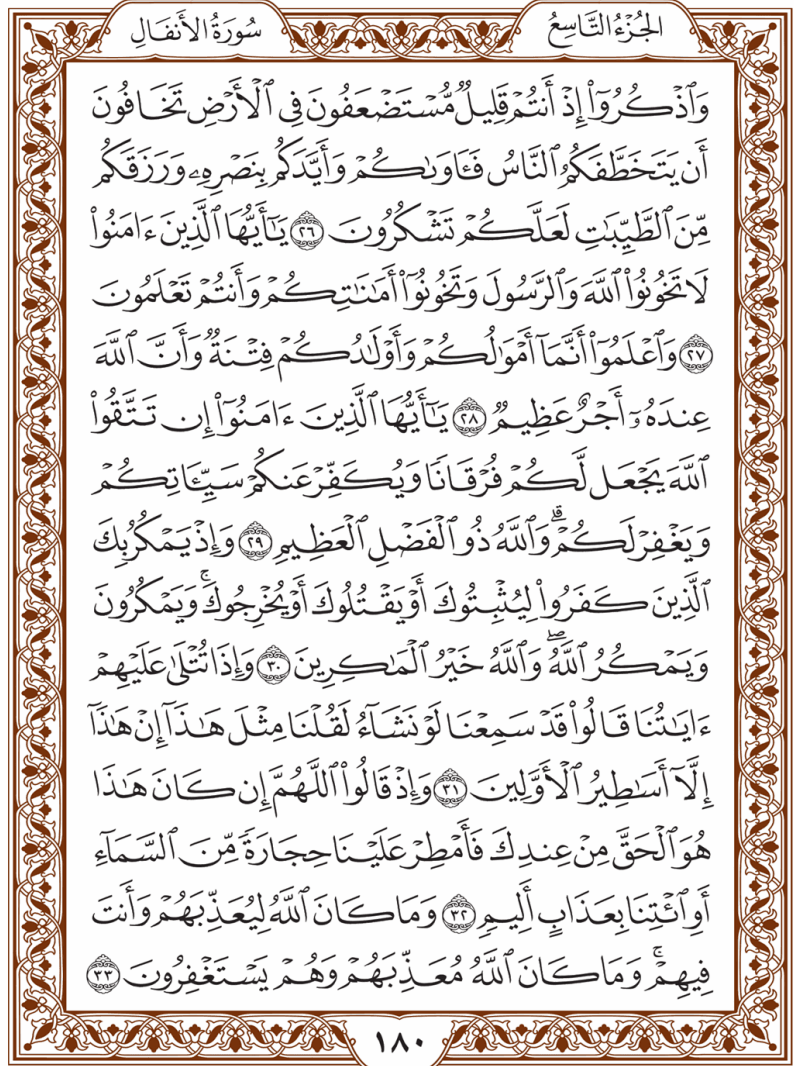 الجُزْءُ التَّاسِعُ
سُورَةُ الأَنفَالِ
وَٱذۡكُرُوٓاْ إِذۡ أَنتُمۡ قَلِيلٞ مُّسۡتَضۡعَفُونَ فِي ٱلۡأَرۡضِ تَخَافُونَ
أَن يَتَخَطَّفَكُمُ ٱلنَّاسُ فَـَٔاوَىٰكُمۡ وَأَيَّدَكُم بِنَصۡرِهِۦ وَرَزَقَكُم
مِّنَ ٱلطَّيِّبَٰتِ لَعَلَّكُمۡ تَشۡكُرُونَ ٢٦ يَٰٓأَيُّهَا ٱلَّذِينَ ءَامَنُواْ
لَا تَخُونُواْ ٱللَّهَ وَٱلرَّسُولَ وَتَخُونُوٓاْ أَمَٰنَٰتِكُمۡ وَأَنتُمۡ تَعۡلَمُونَ
٢٧ وَٱعۡلَمُوٓاْ أَنَّمَآ أَمۡوَٰلُكُمۡ وَأَوۡلَٰدُكُمۡ فِتۡنَةٞ وَأَنَّ ٱللَّهَ
عِندَهُۥٓ أَجۡرٌ عَظِيمٞ ٢٨ يَٰٓأَيُّهَا ٱلَّذِينَ ءَامَنُوٓاْ إِن تَتَّقُواْ
ٱللَّهَ يَجۡعَل لَّكُمۡ فُرۡقَانٗا وَيُكَفِّرۡ عَنكُمۡ سَيِّـَٔاتِكُمۡ
وَيَغۡفِرۡ لَكُمۡۗ وَٱللَّهُ ذُو ٱلۡفَضۡلِ ٱلۡعَظِيمِ ٢٩ وَإِذۡ يَمۡكُرُ بِكَ
ٱلَّذِينَ كَفَرُواْ لِيُثۡبِتُوكَ أَوۡ يَقۡتُلُوكَ أَوۡ يُخۡرِجُوكَۚ وَيَمۡكُرُونَ
وَيَمۡكُرُ ٱللَّهُۖ وَٱللَّهُ خَيۡرُ ٱلۡمَٰكِرِينَ ٣٠ وَإِذَا تُتۡلَىٰ عَلَيۡهِمۡ
ءَايَٰتُنَا قَالُواْ قَدۡ سَمِعۡنَا لَوۡ نَشَآءُ لَقُلۡنَا مِثۡلَ هَٰذَآ إِنۡ هَٰذَآ
إِلَّآ أَسَٰطِيرُ ٱلۡأَوَّلِينَ ٣١ وَإِذۡ قَالُواْ ٱللَّهُمَّ إِن كَانَ هَٰذَا
هُوَ ٱلۡحَقَّ مِنۡ عِندِكَ فَأَمۡطِرۡ عَلَيۡنَا حِجَارَةٗ مِّنَ ٱلسَّمَآءِ
أَوِ ٱئۡتِنَا بِعَذَابٍ أَلِيمٖ ٣٢ وَمَا كَانَ ٱللَّهُ لِيُعَذِّبَهُمۡ وَأَنتَ
فِيهِمۡۚ وَمَا كَانَ ٱللَّهُ مُعَذِّبَهُمۡ وَهُمۡ يَسۡتَغۡفِرُونَ ٣٣
١٨٠